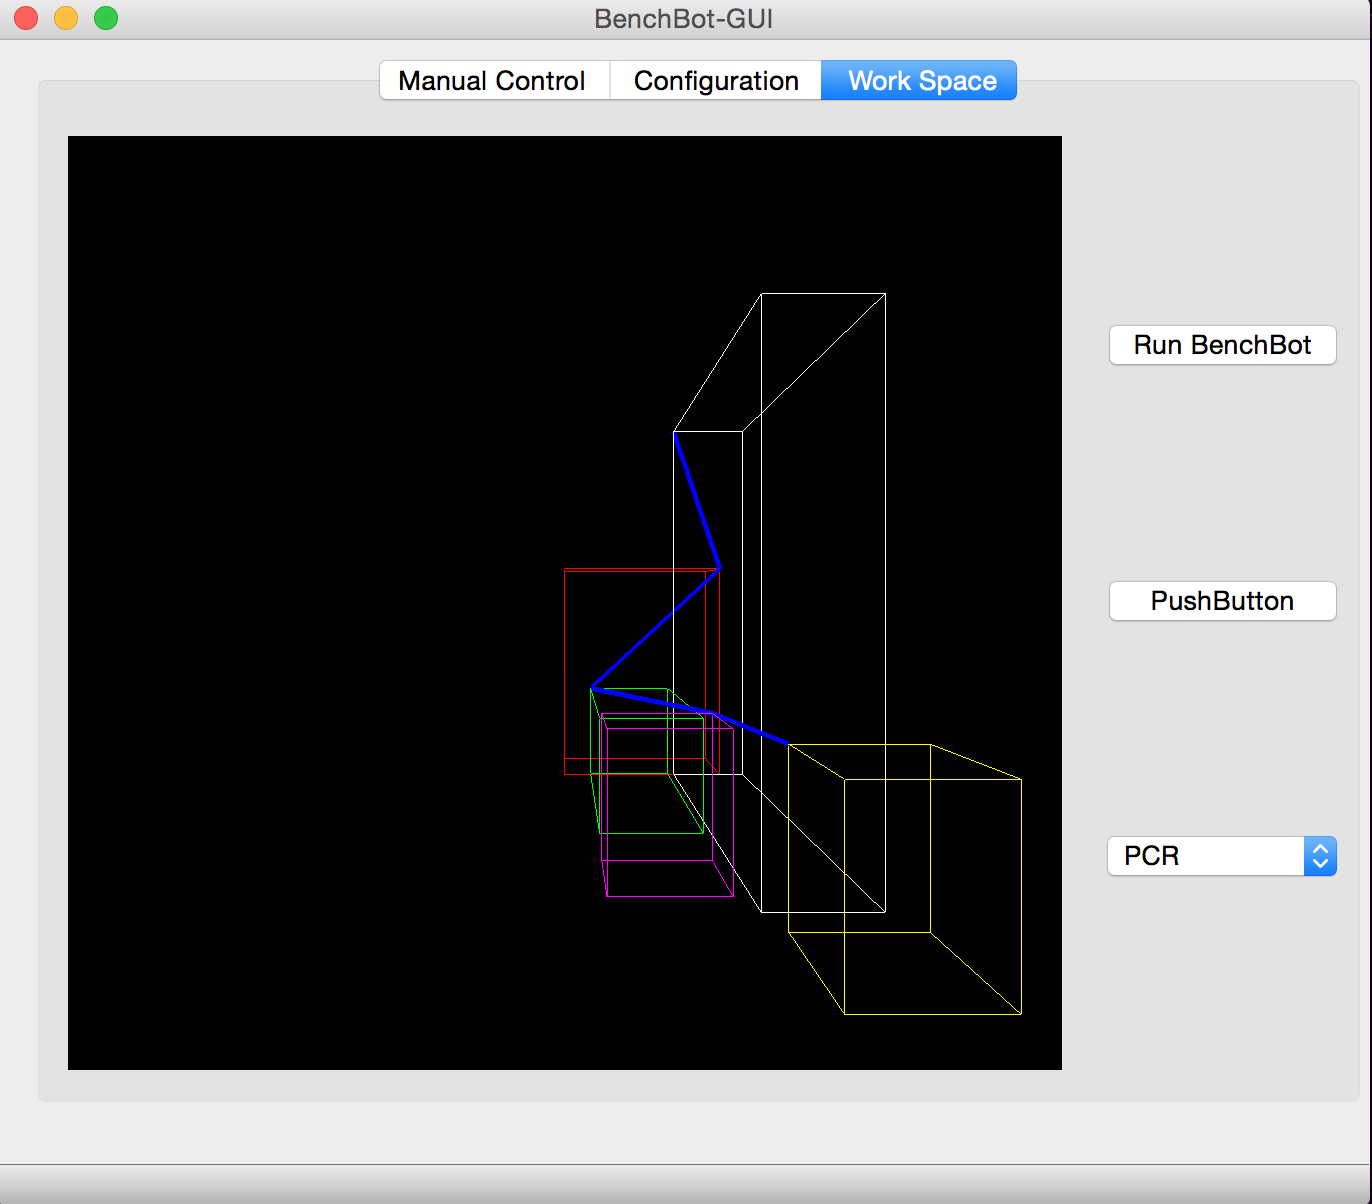 BenchBot-GUI
Manual Control
Configuration
Work Space
Run BenchBot
PushButton
PCR